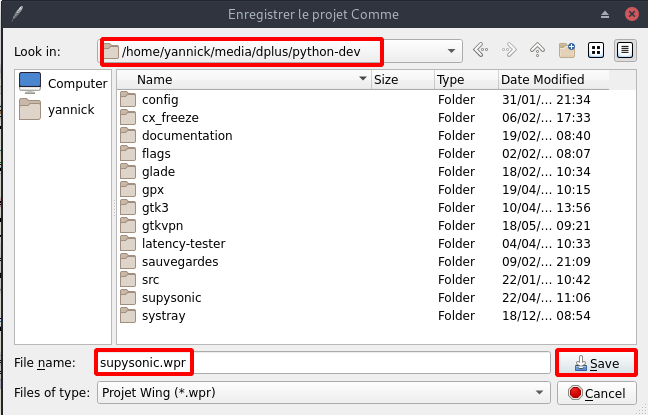 Enregistrer le projet Comme
Look in: /home/yannick/media/dplus/python-dev
Computer
yannick
Name Size Type Date Modified
config Folder 31/01/... 21:34
cx_freeze Folder 06/02/... 17:33
documentation Folder 19/02/... 08:40
flags Folder 02/02/... 08:07
glade Folder 18/02/... 10:34
gpx Folder 19/04/... 10:15
gtk3 Folder 10/04/... 13:56
gtkvpn Folder 18/05/... 09:21
latency-tester Folder 04/04/... 10:33
sauvegardes Folder 09/02/... 21:09
src Folder 22/01/... 10:42
supysonic Folder 22/04/... 11:06
systray Folder 18/12/... 08:54
File name: supysonic.wpr Save
Files of type: Projet Wing (*.wpr) Cancel